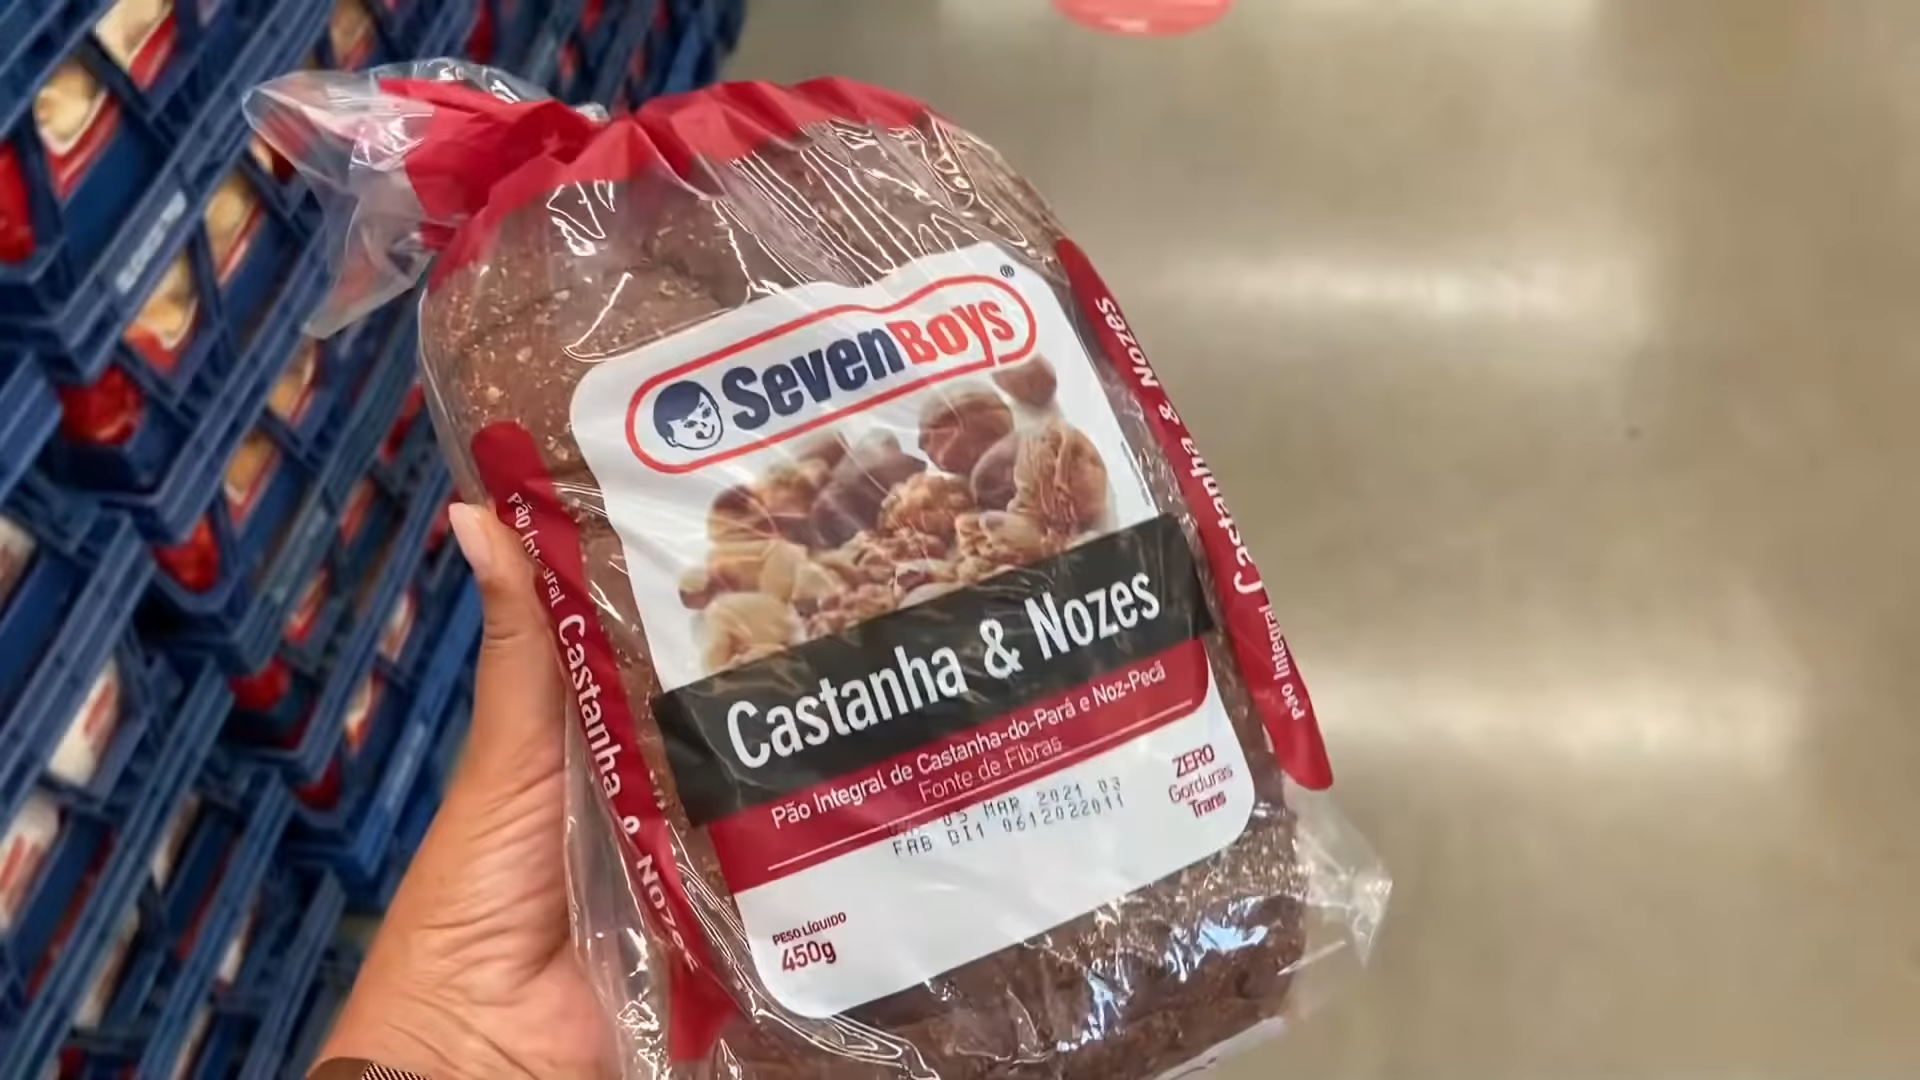 SevenBoys®
Castanha & Nozes
Pão Integral de Castanha-do-Pará e Noz-Pecã
Fonte de Fibras
05 MAR 2021 03
FAB DI1 0612022011
ZERO
Gorduras
Trans
PESO LÍQUIDO
450g
Pão Integral Castanha & Nozes
Pão Integral Castanha & Nozes